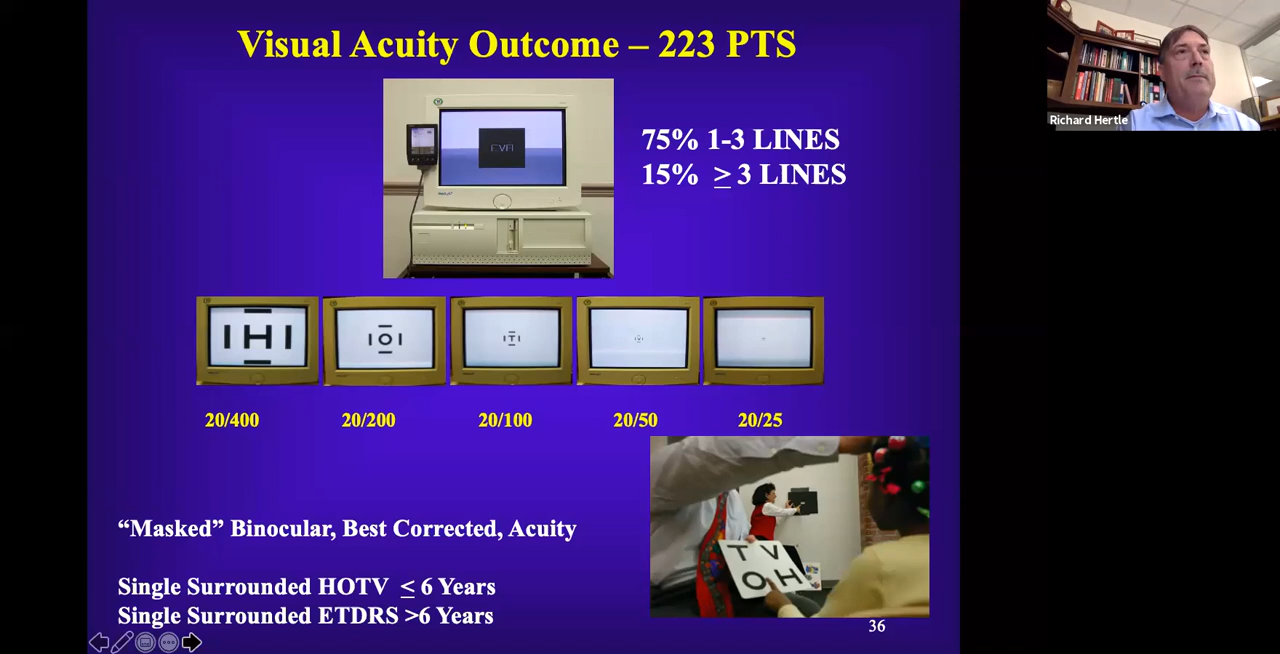 Visual Acuity Outcome – 223 PTS
Richard Hertle
EVA
75% 1-3 LINES
15% ≥ 3 LINES
H
O
T
V
20/400
20/200
20/100
20/50
20/25
T V
O H
“Masked” Binocular, Best Corrected, Acuity
Single Surrounded HOTV ≤ 6 Years
Single Surrounded ETDRS >6 Years
36